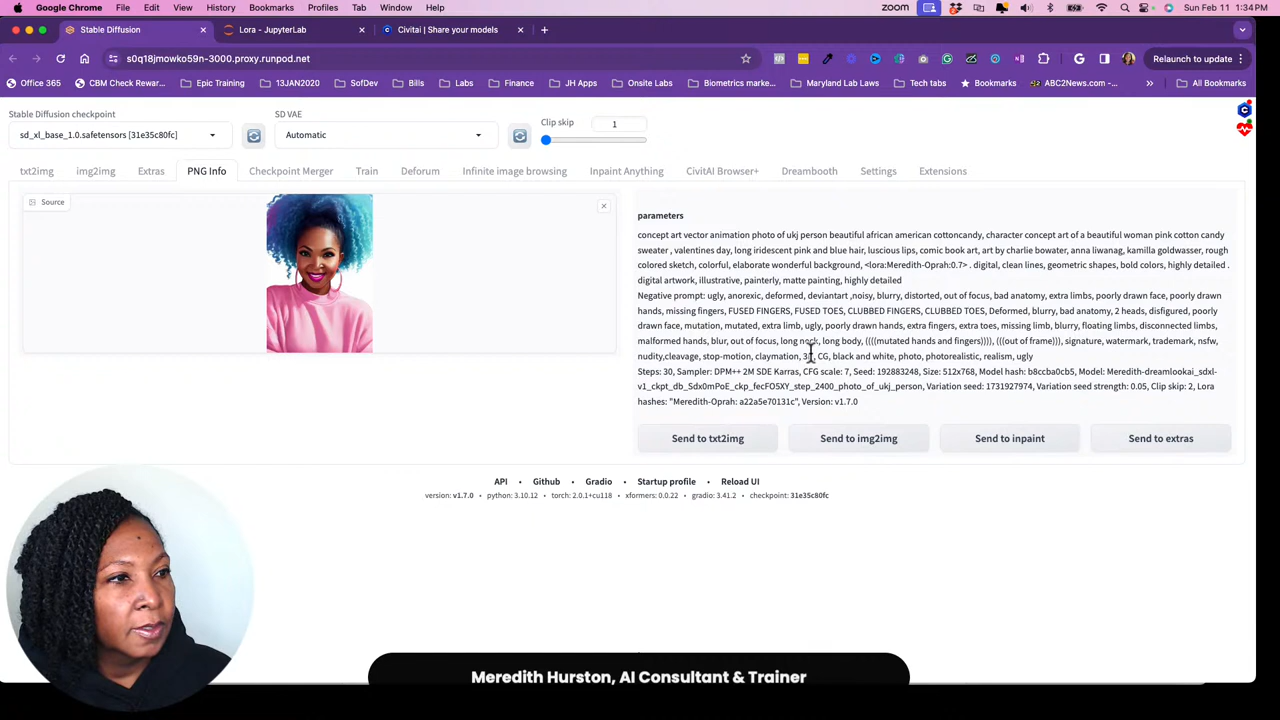 Google Chrome File Edit View History Bookmarks Profiles Tab Window Help zoom Sun Feb 11 1:34 PM
Stable Diffusion Lora - JupyterLab Civitai | Share your models
s0q18jmowko59n-3000.proxy.runpod.net Relaunch to update
Office 365 CBM Check Rewar... Epic Training 13JAN2020 SofDev Bills Labs Finance JH Apps Onsite Labs Biometrics marke... Maryland Lab Laws Tech tabs Bookmarks ABC2News.com -... » All Bookmarks
Stable Diffusion checkpoint SD VAE Clip skip 1
sd_xl_base_1.0.safetensors [31e35c80fc] Automatic
txt2img img2img Extras PNG Info Checkpoint Merger Train Deforum Infinite image browsing Inpaint Anything CivitAI Browser+ Dreambooth Settings Extensions
Source
parameters
concept art vector animation photo of ukj person beautiful african american cottoncandy, character concept art of a beautiful woman pink cotton candy
sweater , valentines day, long iridescent pink and blue hair, luscious lips, comic book art, art by charlie bowater, anna liwanag, kamilla goldwasser, rough
colored sketch, colorful, elaborate wonderful background, <lora:Meredith-Oprah:0.7> . digital, clean lines, geometric shapes, bold colors, highly detailed .
digital artwork, illustrative, painterly, matte painting, highly detailed
Negative prompt: ugly, anorexic, deformed, deviantart ,noisy, blurry, distorted, out of focus, bad anatomy, extra limbs, poorly drawn face, poorly drawn
hands, missing fingers, FUSED FINGERS, FUSED TOES, CLUBBED FINGERS, CLUBBED TOES, Deformed, blurry, bad anatomy, 2 heads, disfigured, poorly
drawn face, mutation, mutated, extra limb, ugly, poorly drawn hands, extra fingers, extra toes, missing limb, blurry, floating limbs, disconnected limbs,
malformed hands, blur, out of focus, long neck, long body, ((((mutated hands and fingers)))), (((out of frame))), signature, watermark, trademark, nsfw,
nudity,cleavage, stop-motion, claymation, CG, black and white, photo, photorealistic, realism, ugly
Steps: 30, Sampler: DPM++ 2M SDE Karras, CFG scale: 7, Seed: 192883248, Size: 512x768, Model hash: b8ccba0cb5, Model: Meredith-dreamlookai_sdxl-
v1_ckpt_db_Sdx0mPoE_ckp_fecFO5XY_step_2400_photo_of_ukj_person, Variation seed: 1731927974, Variation seed strength: 0.05, Clip skip: 2, Lora
hashes: "Meredith-Oprah: a22a5e70131c", Version: v1.7.0
Send to txt2img Send to img2img Send to inpaint Send to extras
API • Github • Gradio • Startup profile • Reload UI
version: v1.7.0 • python: 3.10.12 • torch: 2.0.1+cu118 • xformers: 0.0.22 • gradio: 3.41.2 • checkpoint: 31e35c80fc
Meredith Hurston, AI Consultant & Trainer